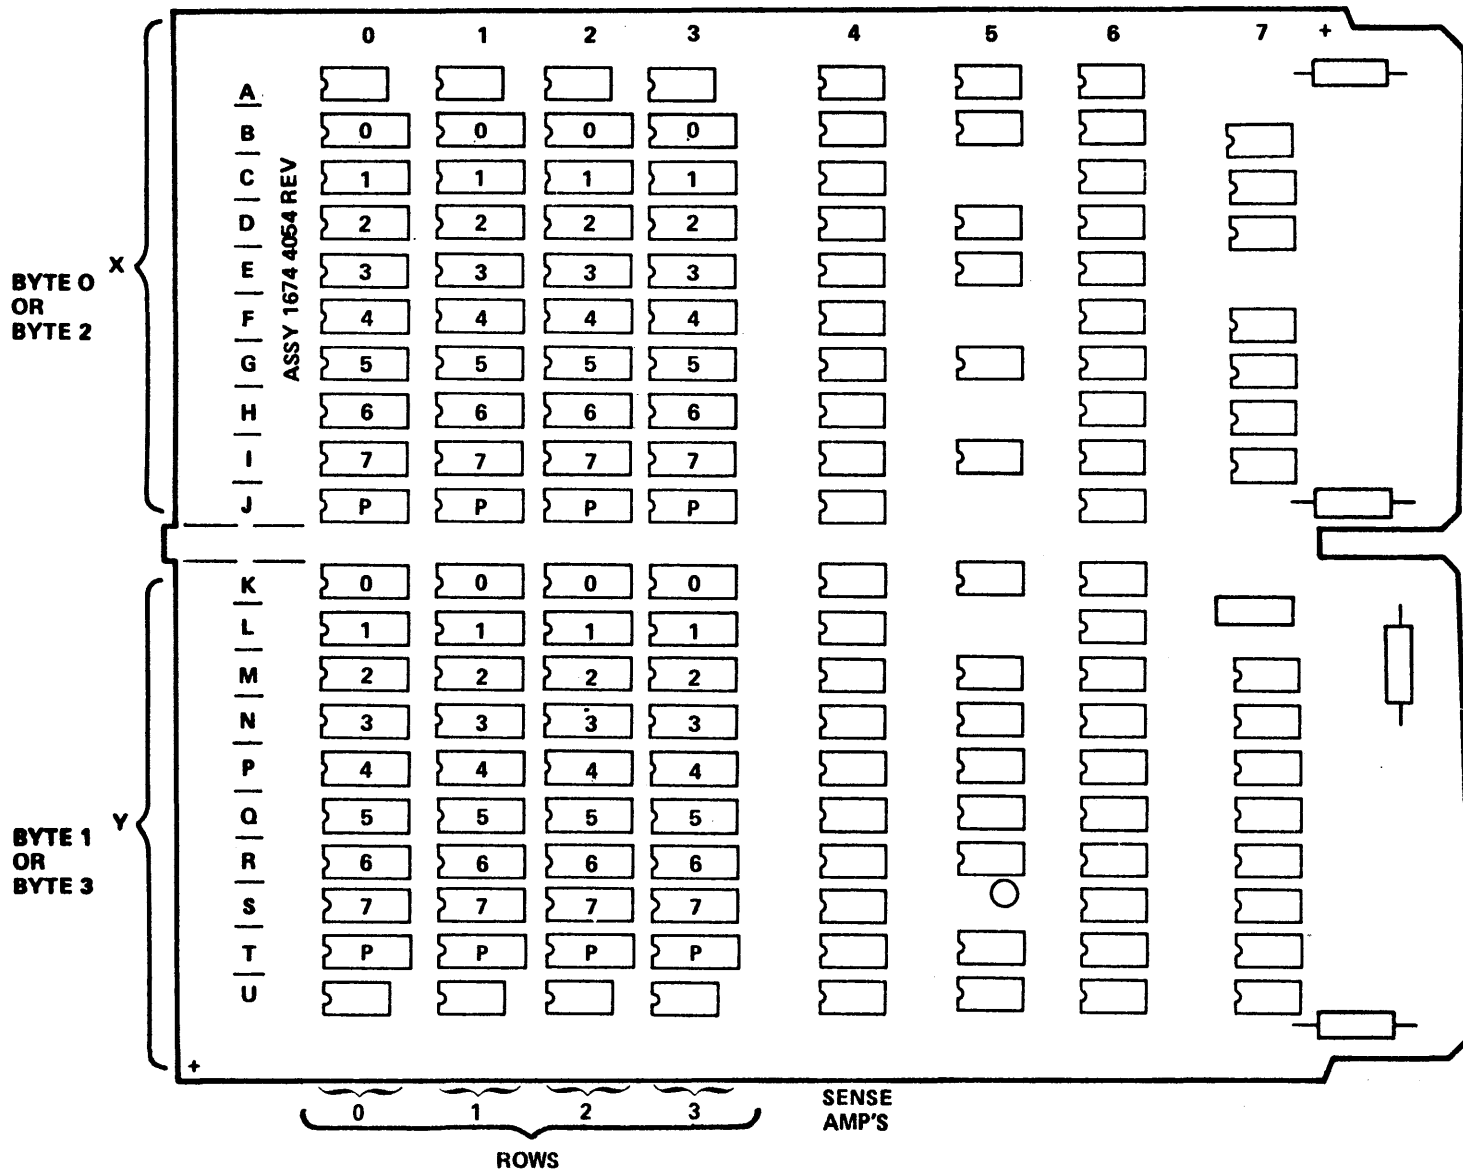 0 1 2 3 4 5 6 7 +
A
B 0 0 0 0
C 1 1 1 1
D 2 2 2 2
E 3 3 3 3
F 4 4 4 4
G 5 5 5 5
H 6 6 6 6
I 7 7 7 7
J P P P P
ASSY 1674 4054 REV
X
BYTE 0
OR
BYTE 2
K 0 0 0 0
L 1 1 1 1
M 2 2 2 2
N 3 3 3 3
P 4 4 4 4
Q 5 5 5 5
R 6 6 6 6
S 7 7 7 7
T P P P P
U
Y
BYTE 1
OR
BYTE 3
+
0 1 2 3
ROWS
SENSE
AMP'S